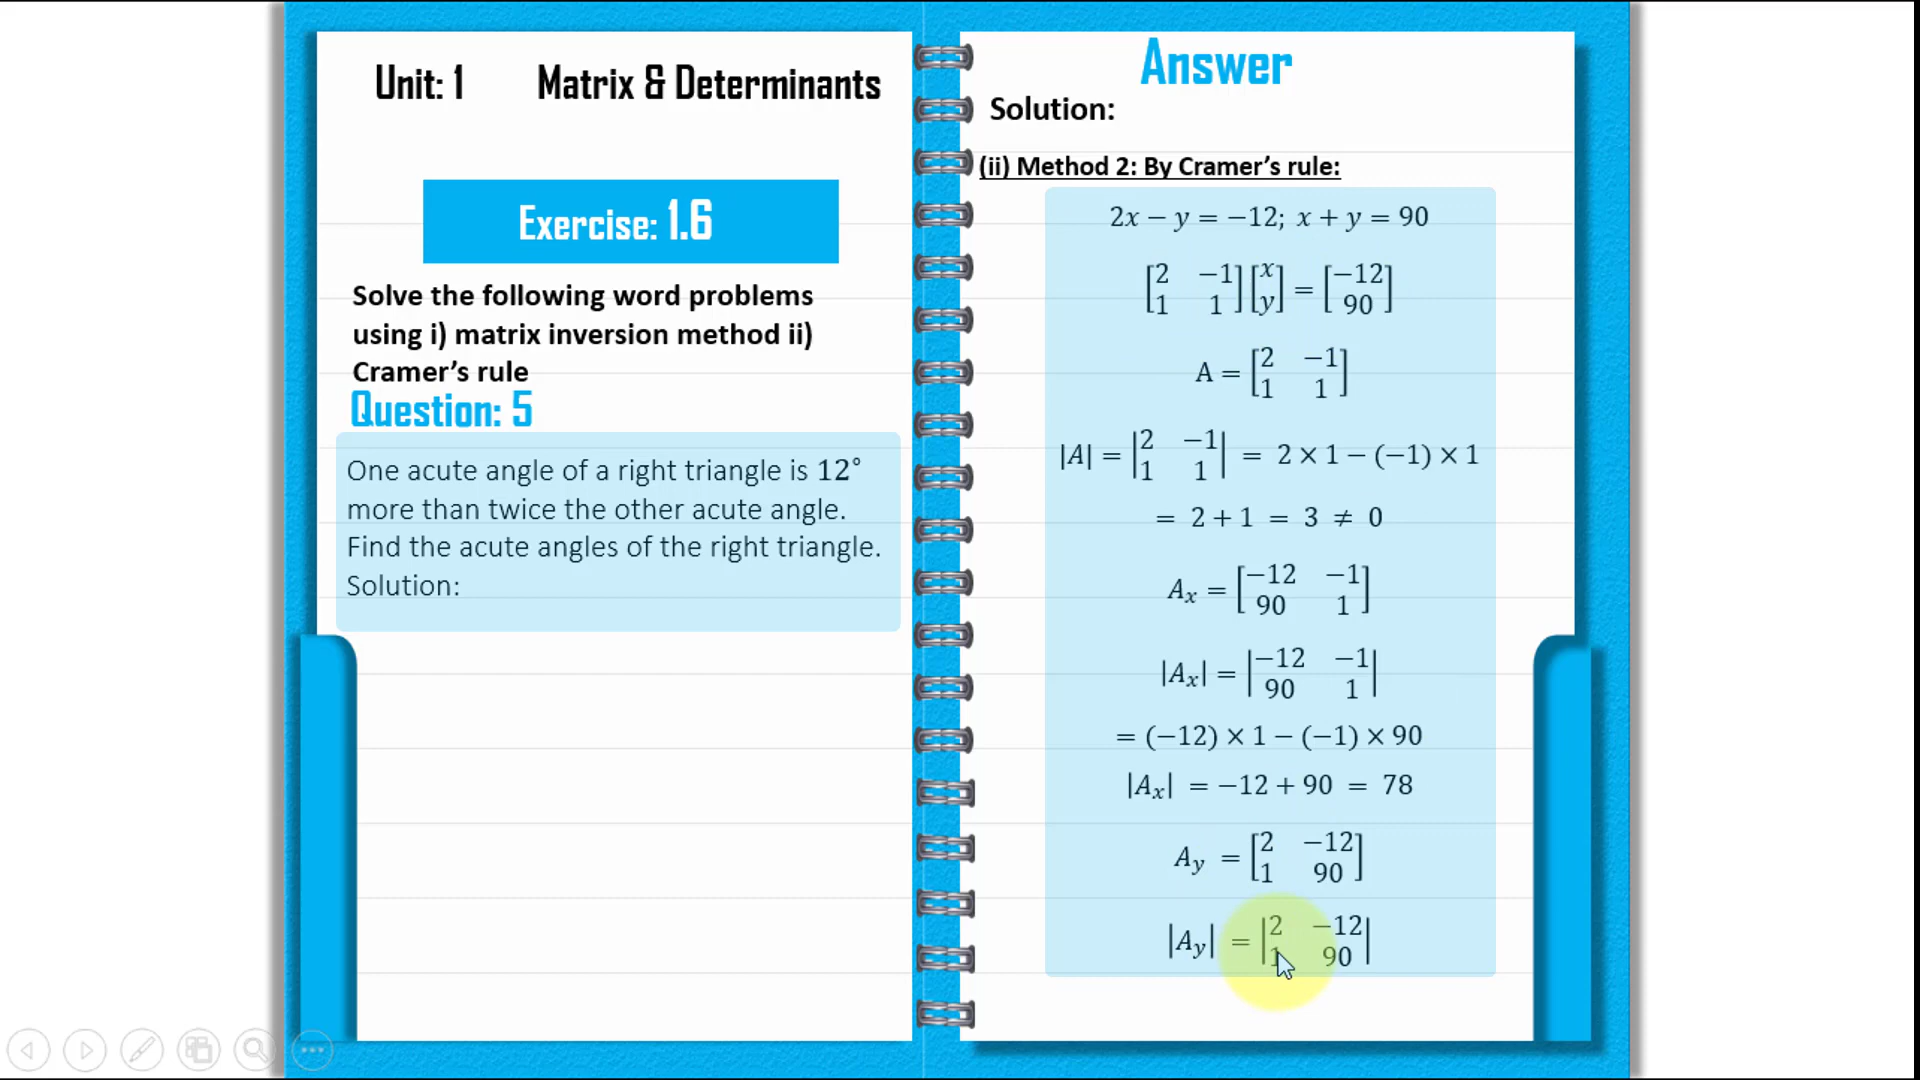 Unit: 1 Matrix & Determinants
Exercise: 1.6
Solve the following word problems
using i) matrix inversion method ii)
Cramer’s rule
Question: 5
One acute angle of a right triangle is 12°
more than twice the other acute angle.
Find the acute angles of the right triangle.
Solution:
Answer
Solution:
(ii) Method 2: By Cramer’s rule:
2x − y = −12; x + y = 90
[2 −1; 1 1] [x; y] = [−12; 90]
A = [2 −1; 1 1]
|A| = |2 −1; 1 1| = 2 × 1 − (−1) × 1
= 2 + 1 = 3 ≠ 0
Aₓ = [−12 −1; 90 1]
|Aₓ| = |−12 −1; 90 1|
= (−12) × 1 − (−1) × 90
|Aₓ| = −12 + 90 = 78
A_y = [2 −12; 1 90]
|A_y| = |2 −12; 1 90|